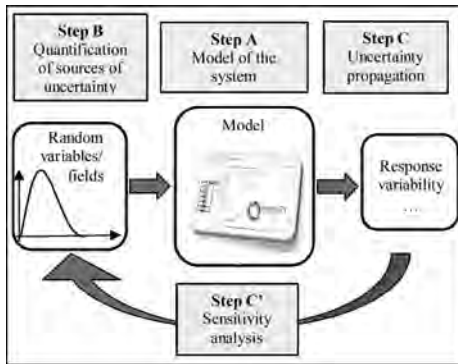 Step B
Quantification
of sources of
uncertainty
Step A
Model of the
system
Step C
Uncertainty
propagation
Random
variables/
fields
Model
Response
variability
....
Step C'
Sensitivity
analysis